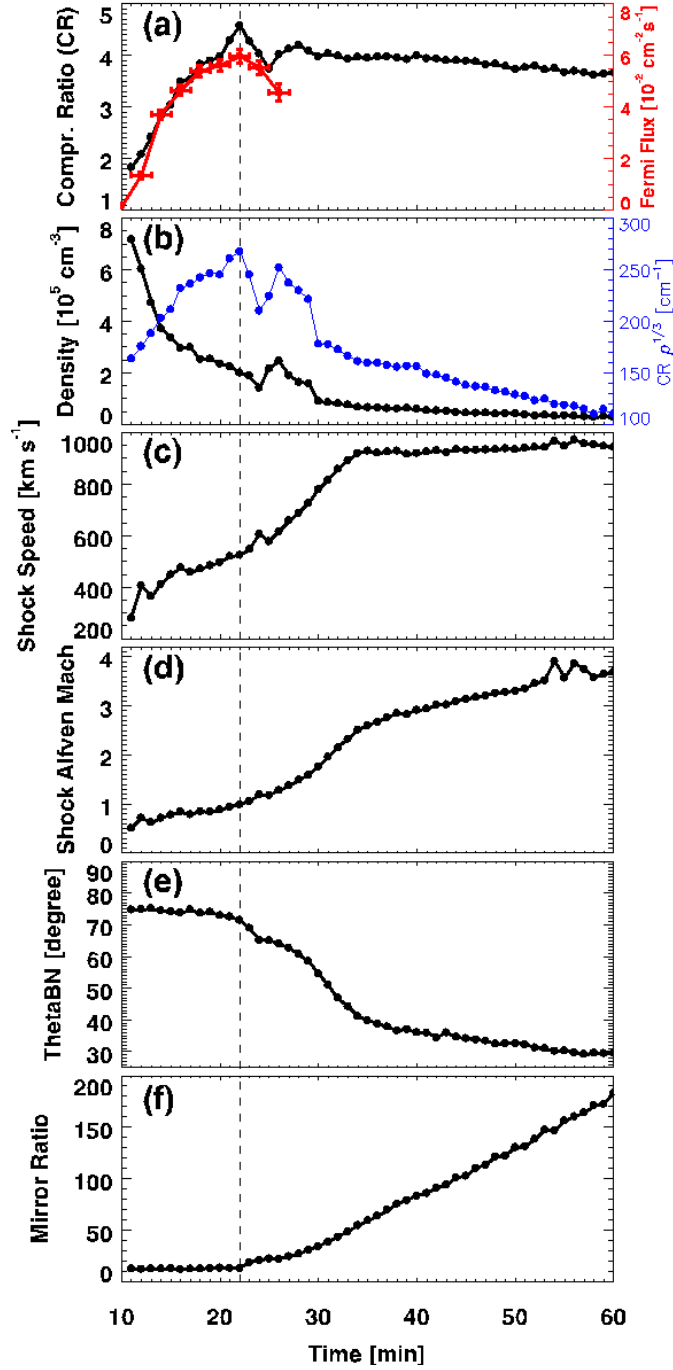 (a)
5
4
2
1
Compr. Ratio (CR)
8
6
4
2
0
Fermi Flux [10⁻² cm⁻² s⁻¹]
(b)
8
6
4
2
0
Density [10⁵ cm⁻³]
300
250
200
150
100
CR ρ^1/3 [cm⁻¹]
(c)
1000
800
600
400
200
Shock Speed [km s⁻¹]
(d)
4
3
2
1
0
Shock Alfven Mach
(e)
90
80
70
60
50
40
30
ThetaBN [degree]
(f)
200
150
100
50
0
Mirror Ratio
10 20 30 40 50 60
Time [min]